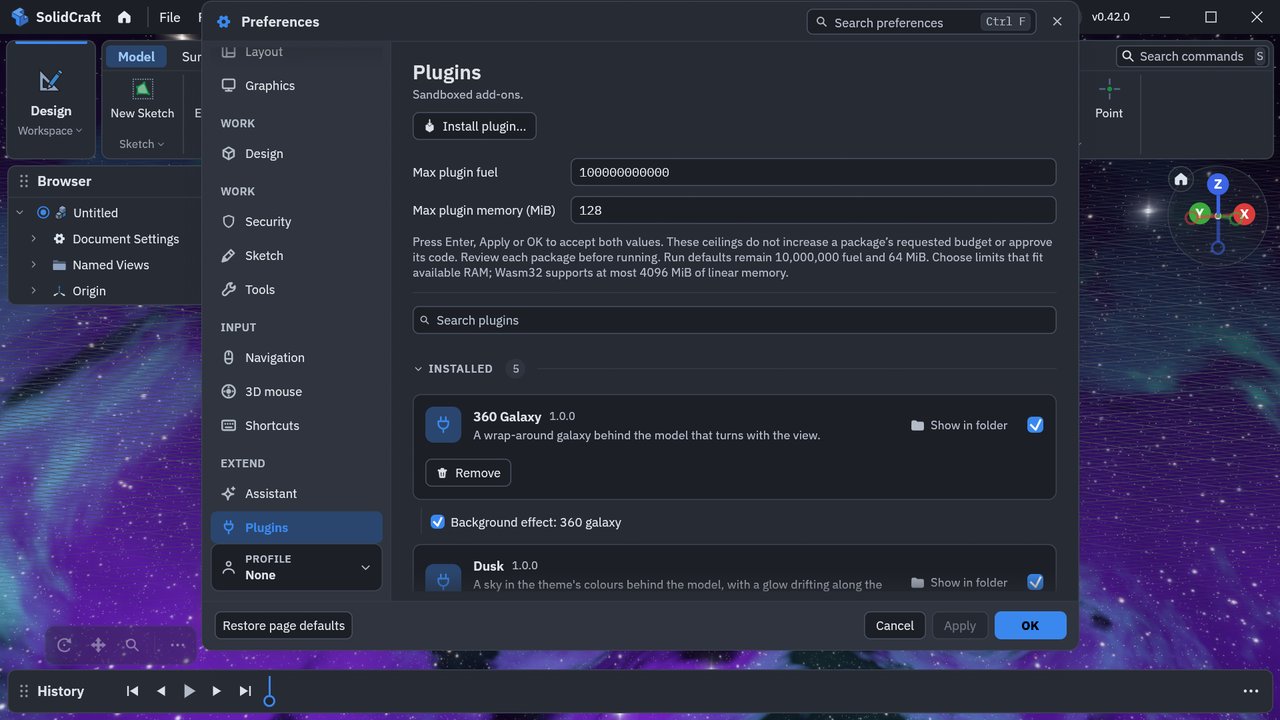 SolidCraft
File
Preferences
Search preferences
Ctrl F
v0.42.0
Model
Design
Workspace
New Sketch
Sketch
Search commands
S
Point
Browser
Untitled
Document Settings
Named Views
Origin
Z
Y
X
Layout
Graphics
WORK
Design
WORK
Security
Sketch
Tools
INPUT
Navigation
3D mouse
Shortcuts
EXTEND
Assistant
Plugins
PROFILE
None
Plugins
Sandboxed add-ons.
Install plugin...
Max plugin fuel
100000000000
Max plugin memory (MiB)
128
Press Enter, Apply or OK to accept both values. These ceilings do not increase a package's requested budget or approve
its code. Review each package before running. Run defaults remain 10,000,000 fuel and 64 MiB. Choose limits that fit
available RAM; Wasm32 supports at most 4096 MiB of linear memory.
Search plugins
INSTALLED 5
360 Galaxy 1.0.0
A wrap-around galaxy behind the model that turns with the view.
Show in folder
Remove
Background effect: 360 galaxy
Dusk 1.0.0
A sky in the theme's colours behind the model, with a glow drifting along the
Show in folder
Restore page defaults
Cancel
Apply
OK
History